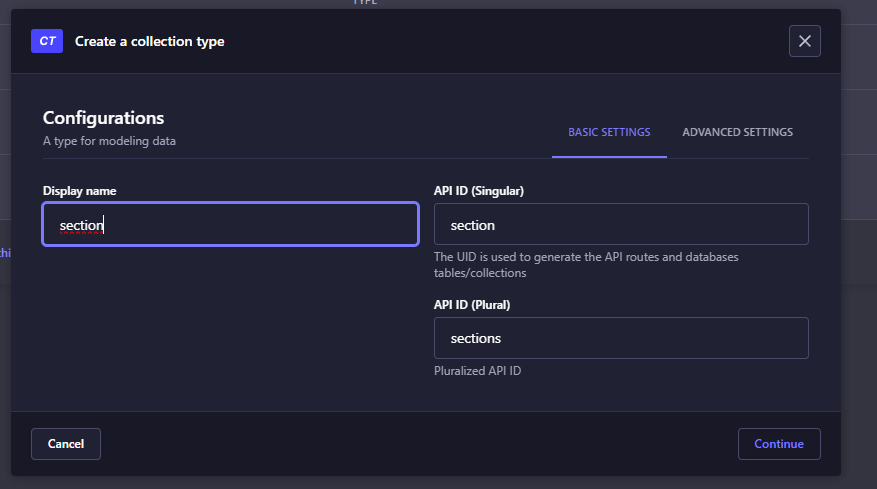 TYPE
CT Create a collection type
Configurations
A type for modeling data
BASIC SETTINGS
ADVANCED SETTINGS
Display name
section
API ID (Singular)
section
The UID is used to generate the API routes and databases
tables/collections
API ID (Plural)
sections
Pluralized API ID
Cancel
Continue